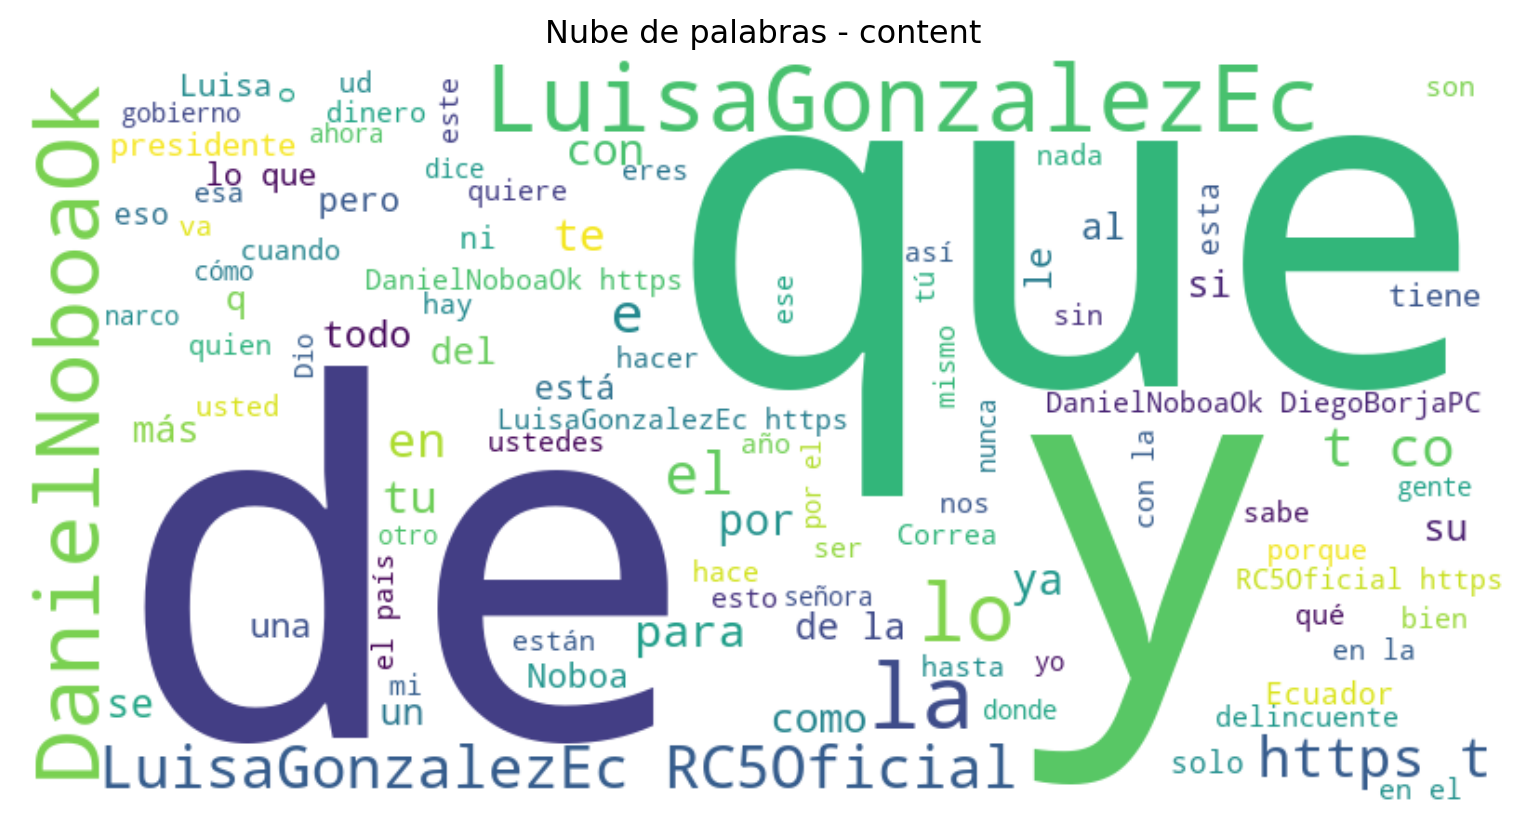 Nube de palabras - content
LuisaGonzalezEc
DanielNoboaOk
Luisa
o
ud
gobierno
dinero
este
son
presidente
ahora
con
que
nada
lo que
dice
eres
esa
quiere
pero
esta
eso
va
te
al
cuando
ni
así
le
cómo
DanielNoboaOk https
tú
si
ese
tiene
q
hay
e
sin
narco
todo
quien
Dio
del
hacer
mismo
está
usted
DanielNoboaOk DiegoBorjaPC
LuisaGonzalezEc https
más
en
ustedes
año
nunca
y
t co
el
por el
con la
de
tu
gente
nos
sabe
por
su
otro
Correa
ser
porque
el país
hace
ya
RC5Oficial https
esto
señora
lo
qué
bien
una
para
de la
están
en la
hasta
yo
Noboa
mi
la
Ecuador
se
un
como
donde
delincuente
LuisaGonzalezEc RC5Oficial
solo
https t
en el